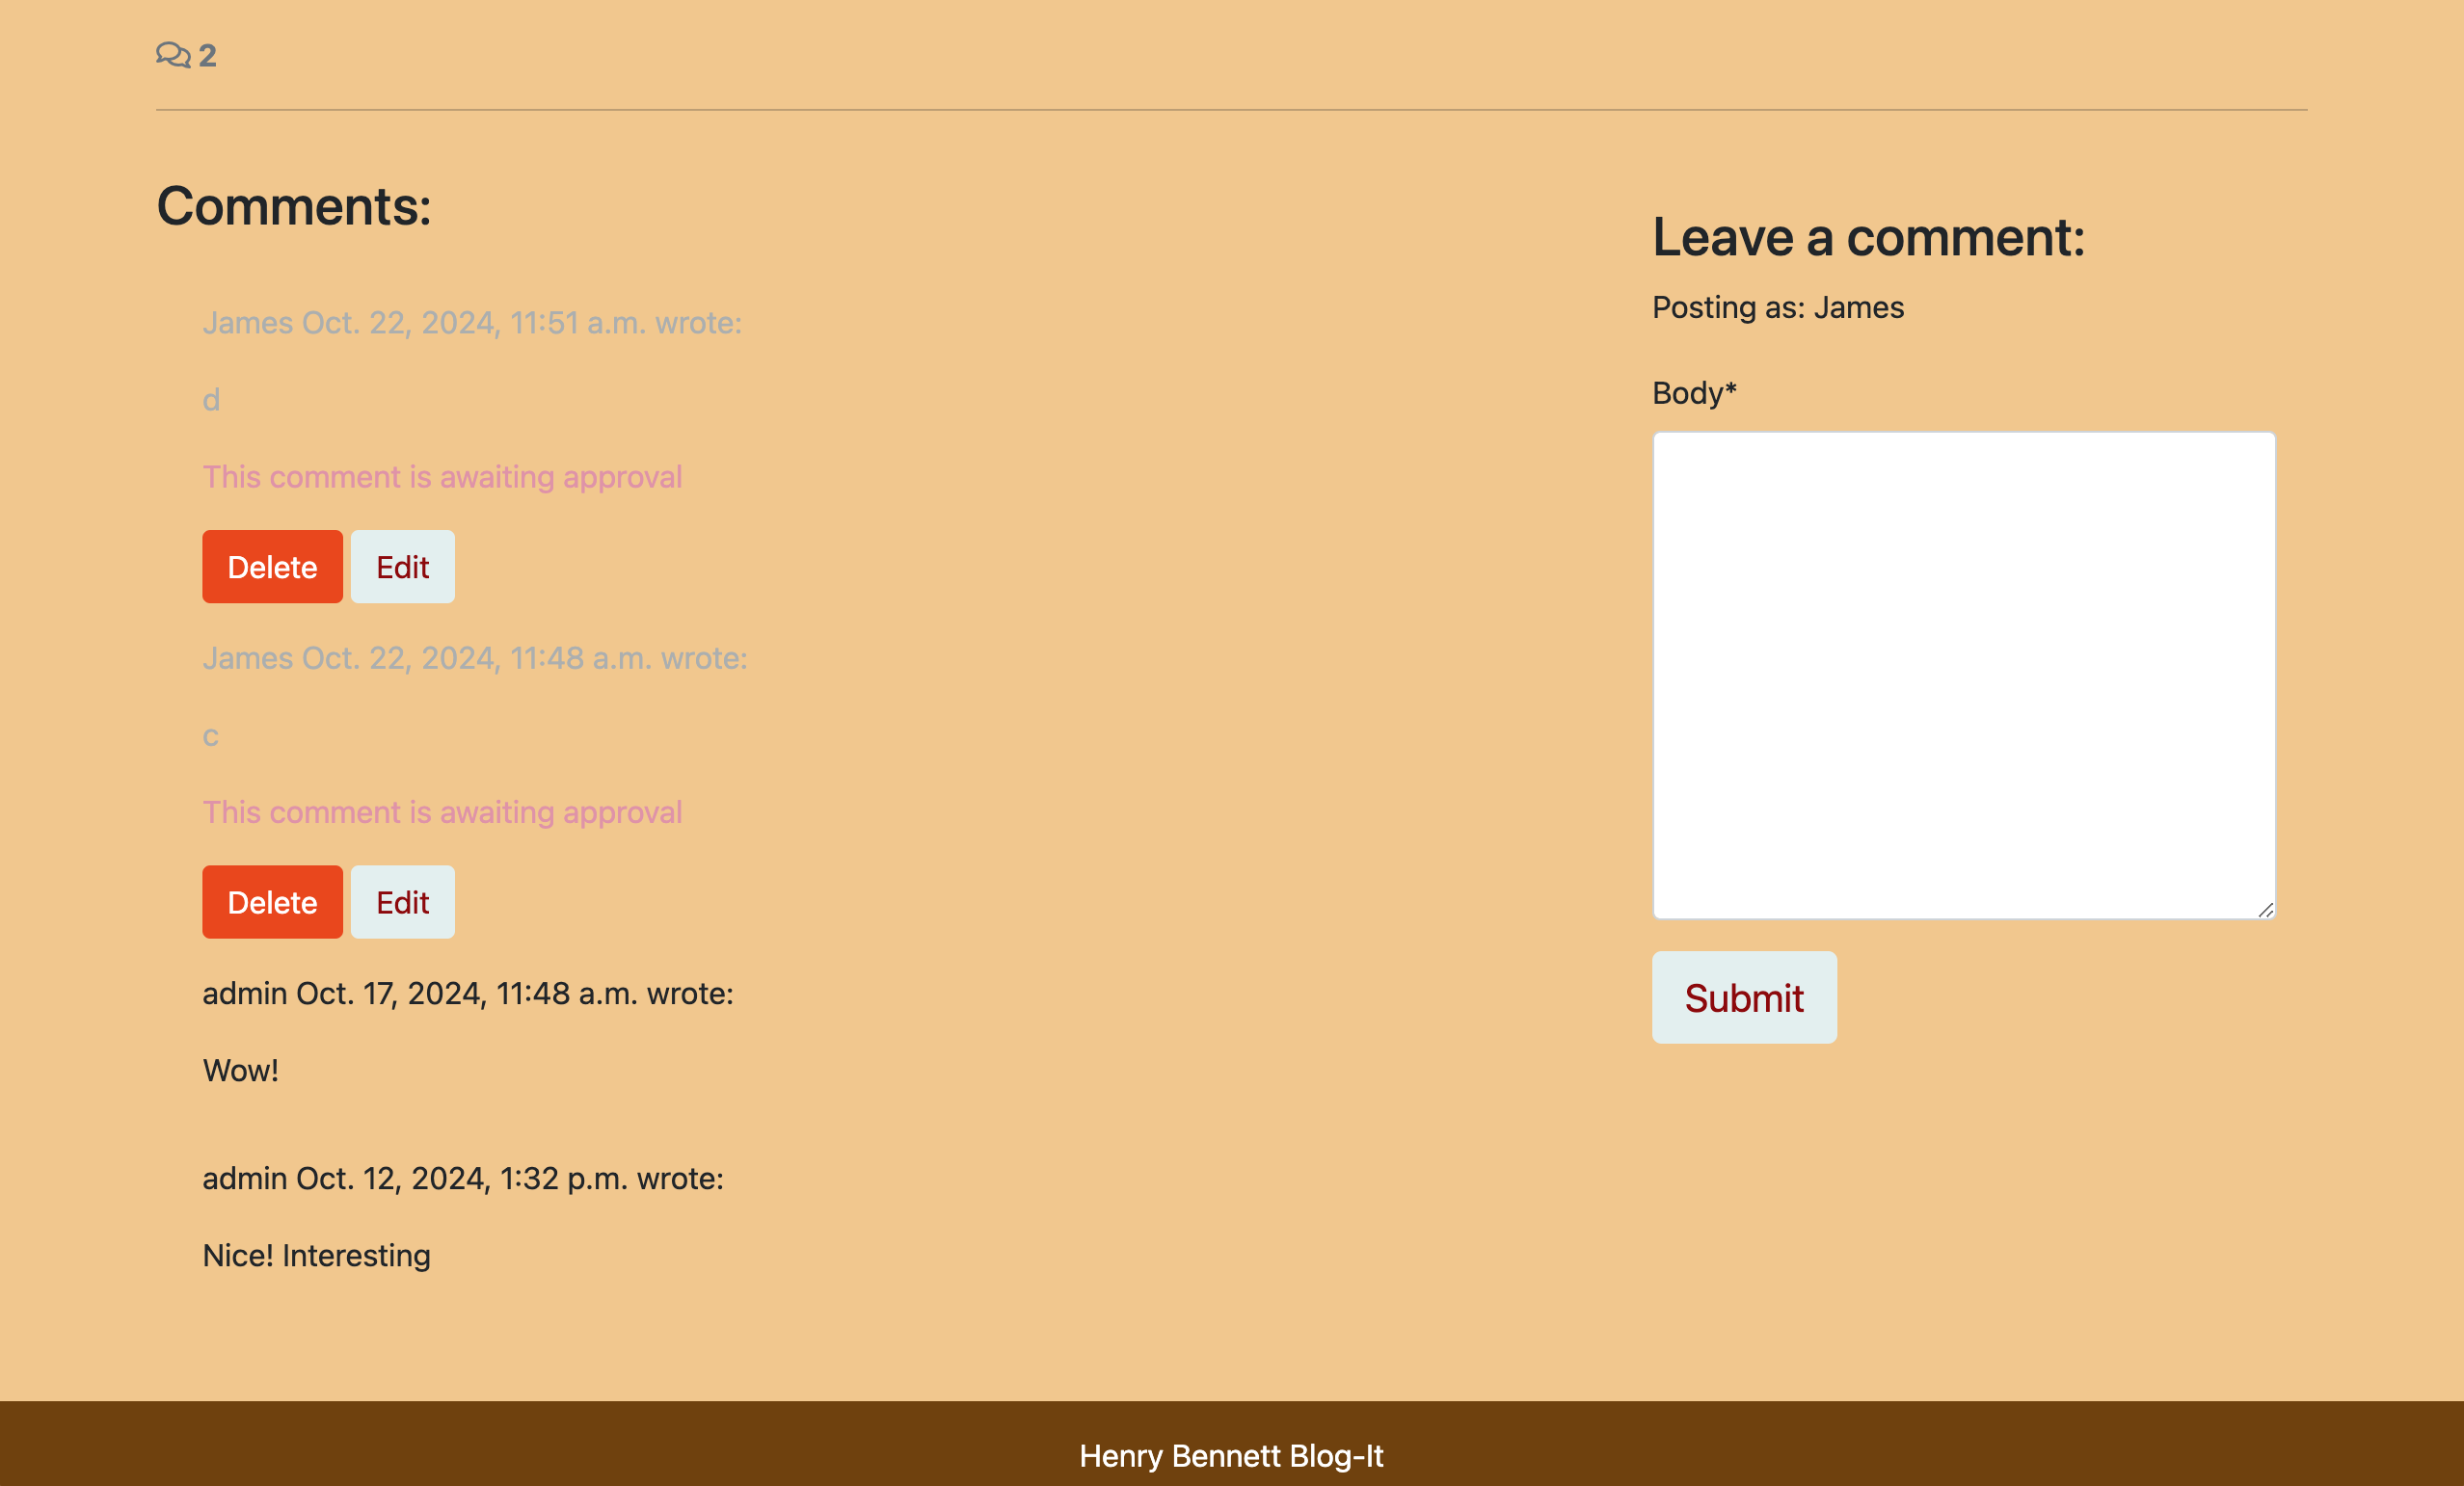 2
Comments:
James Oct. 22, 2024, 11:51 a.m. wrote:
d
This comment is awaiting approval
Delete Edit
James Oct. 22, 2024, 11:48 a.m. wrote:
c
This comment is awaiting approval
Delete Edit
admin Oct. 17, 2024, 11:48 a.m. wrote:
Wow!
admin Oct. 12, 2024, 1:32 p.m. wrote:
Nice! Interesting
Leave a comment:
Posting as: James
Body*
Submit
Henry Bennett Blog-It